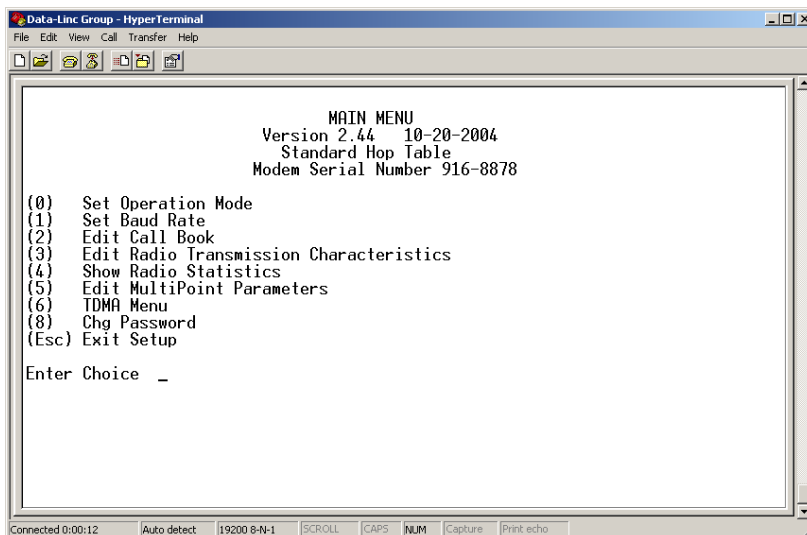 Data-Linc Group - HyperTerminal
File Edit View Call Transfer Help
MAIN MENU
Version 2.44 10-20-2004
Standard Hop Table
Modem Serial Number 916-8878
(0) Set Operation Mode
(1) Set Baud Rate
(2) Edit Call Book
(3) Edit Radio Transmission Characteristics
(4) Show Radio Statistics
(5) Edit MultiPoint Parameters
(6) TDMA Menu
(8) Chg Password
(Esc) Exit Setup
Enter Choice _
Connected 0:00:12 Auto detect 19200 8-N-1 SCROLL CAPS NUM Capture Print echo